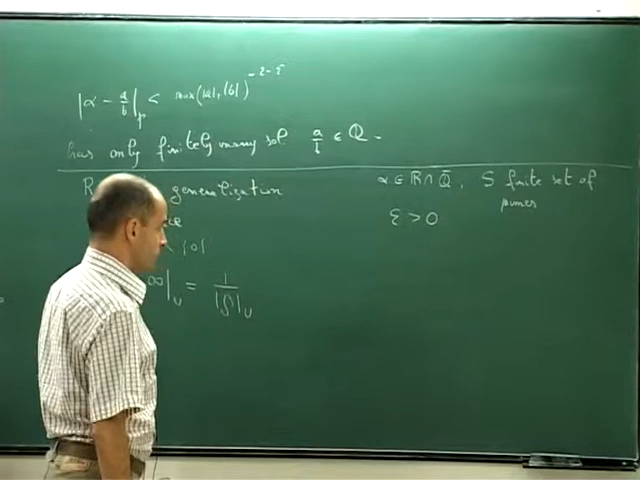 |α - a/b|_p < max(|a|, |b|)^{-2-ε}
has only finitely many sol a/b ∈ Q.
generalization
|_v = 1/|β|_v
α ∈ R ∩ Q̄, S finite set of
primes
ε > 0